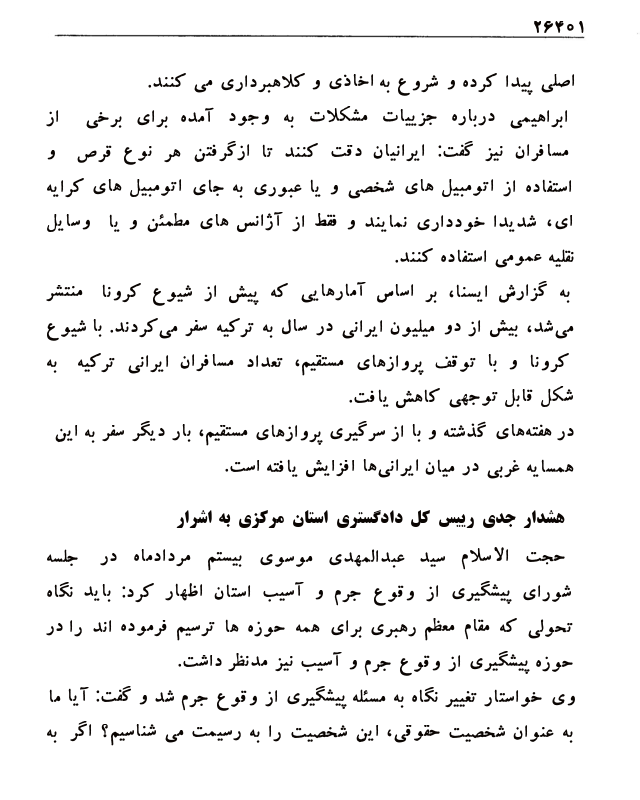 ۲۶۴۰۱
اصلی پیدا کرده و شروع به اخاذی و کلاهبرداری می کنند.
ابراهیمی درباره جزییات مشکلات به وجود آمده برای برخی از
مسافران نیز گفت: ایرانیان دقت کنند تا ازگرفتن هر نوع قرص و
استفاده از اتومبیل های شخصی و یا عبوری به جای اتومبیل های کرایه
ای، شدیدا خودداری نمایند و فقط از آژانس های مطمئن و یا وسایل
نقلیه عمومی استفاده کنند.
به گزارش ایسنا، بر اساس آمارهایی که پیش از شیوع کرونا منتشر
می‌شد، بیش از دو میلیون ایرانی در سال به ترکیه سفر می‌کردند. با شیوع
کرونا و با توقف پروازهای مستقیم، تعداد مسافران ایرانی ترکیه به
شکل قابل توجهی کاهش یافت.
در هفته‌های گذشته و با از سرگیری پروازهای مستقیم، بار دیگر سفر به این
همسایه غربی در میان ایرانی‌ها افزایش یافته است.
هشدار جدی رییس کل دادگستری استان مرکزی به اشرار
حجت الاسلام سید عبدالمهدی موسوی بیستم مردادماه در جلسه
شورای پیشگیری از وقوع جرم و آسیب استان اظهار کرد: باید نگاه
تحولی که مقام معظم رهبری برای همه حوزه ها ترسیم فرموده اند را در
حوزه پیشگیری از وقوع جرم و آسیب نیز مدنظر داشت.
وی خواستار تغییر نگاه به مسئله پیشگیری از وقوع جرم شد و گفت: آیا ما
به عنوان شخصیت حقوقی، این شخصیت را به رسیمت می شناسیم؟ اگر به